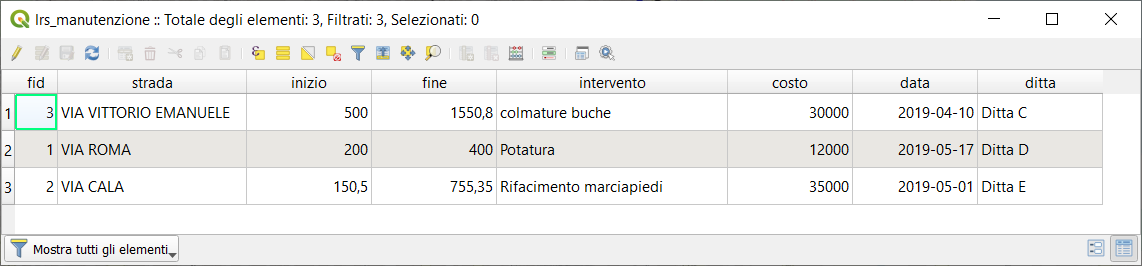 lrs_manutenzione :: Totale degli elementi: 3, Filtrati: 3, Selezionati: 0
fid strada inizio fine intervento costo data ditta
1 3 VIA VITTORIO EMANUELE 500 1550,8 colmature buche 30000 2019-04-10 Ditta C
2 1 VIA ROMA 200 400 Potatura 12000 2019-05-17 Ditta D
3 2 VIA CALA 150,5 755,35 Rifacimento marciapiedi 35000 2019-05-01 Ditta E
Mostra tutti gli elementi